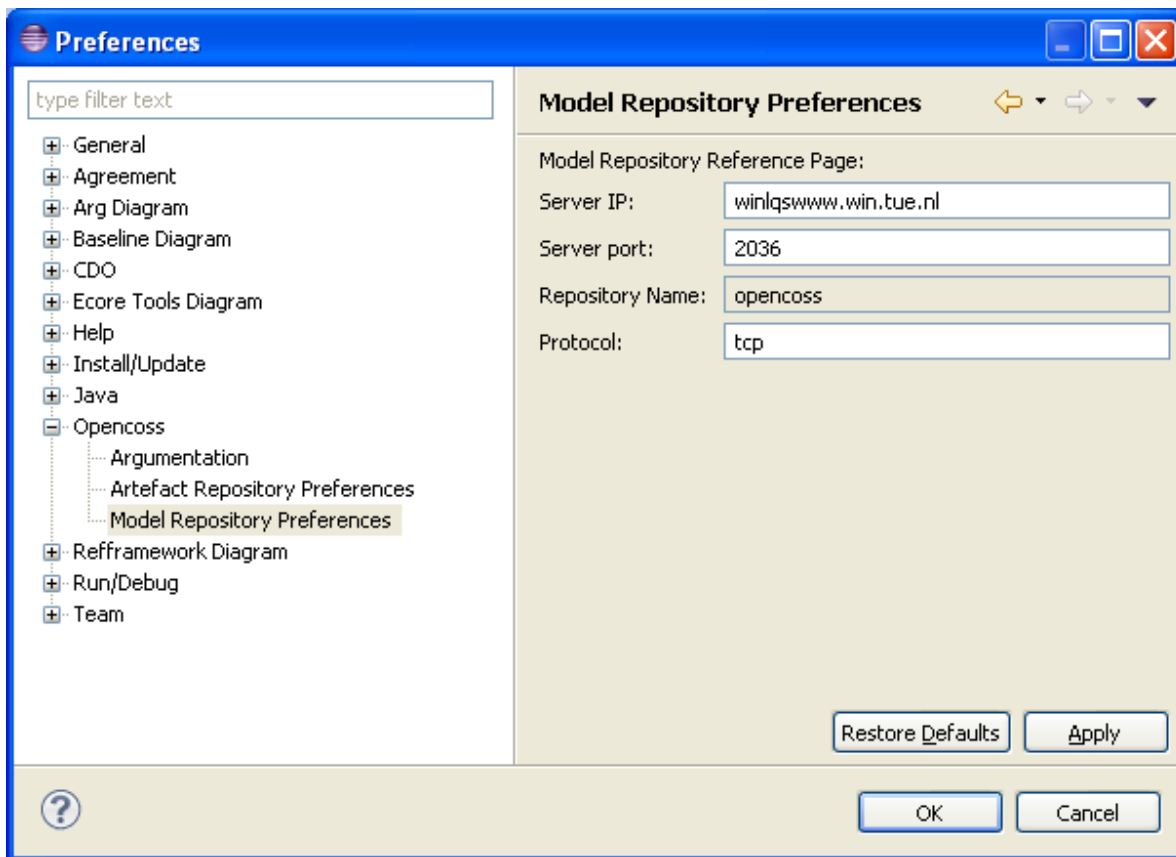 Preferences
type filter text
General
Agreement
Arg Diagram
Baseline Diagram
CDO
Ecore Tools Diagram
Help
Install/Update
Java
Opencoss
Argumentation
Artefact Repository Preferences
Model Repository Preferences
Refframework Diagram
Run/Debug
Team
Model Repository Preferences
Model Repository Reference Page:
Server IP: winlqswww.win.tue.nl
Server port: 2036
Repository Name: opencoss
Protocol: tcp
Restore Defaults Apply
OK Cancel